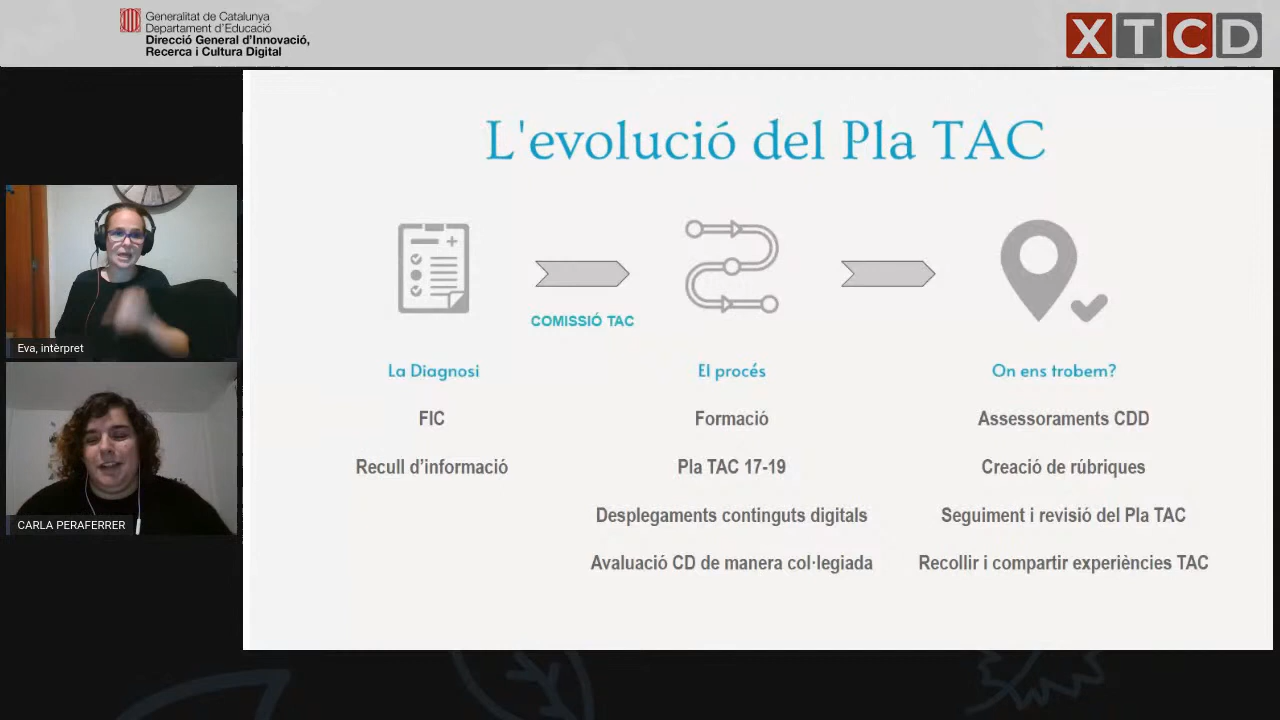 Generalitat de Catalunya
Departament d'Educació
Direcció General d'Innovació,
Recerca i Cultura Digital
XTCD
L'evolució del Pla TAC
COMISSIÓ TAC
La Diagnosi
FIC
Recull d'informació
El procés
Formació
Pla TAC 17-19
Desplegaments continguts digitals
Avaluació CD de manera col·legiada
On ens trobem?
Assessoraments CDD
Creació de rúbriques
Seguiment i revisió del Pla TAC
Recollir i compartir experiències TAC
Eva, intèrpret
CARLA PERAFERRER